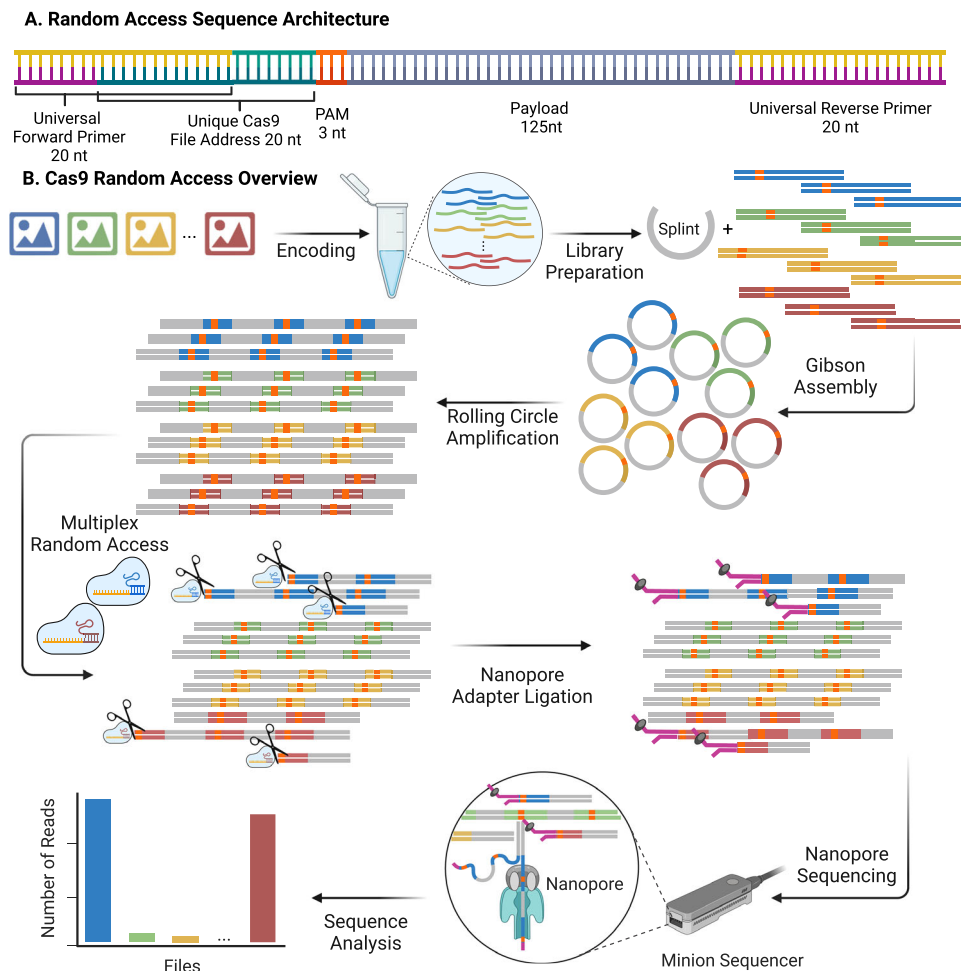 A. Random Access Sequence Architecture
Universal
Forward Primer
20 nt
Unique Cas9
File Address 20 nt
PAM
3 nt
Payload
125nt
Universal Reverse Primer
20 nt
B. Cas9 Random Access Overview
...
Encoding
Library
Preparation
Splint
+
Gibson
Assembly
Rolling Circle
Amplification
Multiplex
Random Access
Nanopore
Adapter Ligation
Nanopore
Sequencing
Minion Sequencer
Nanopore
Sequence
Analysis
Number of Reads
...
Files